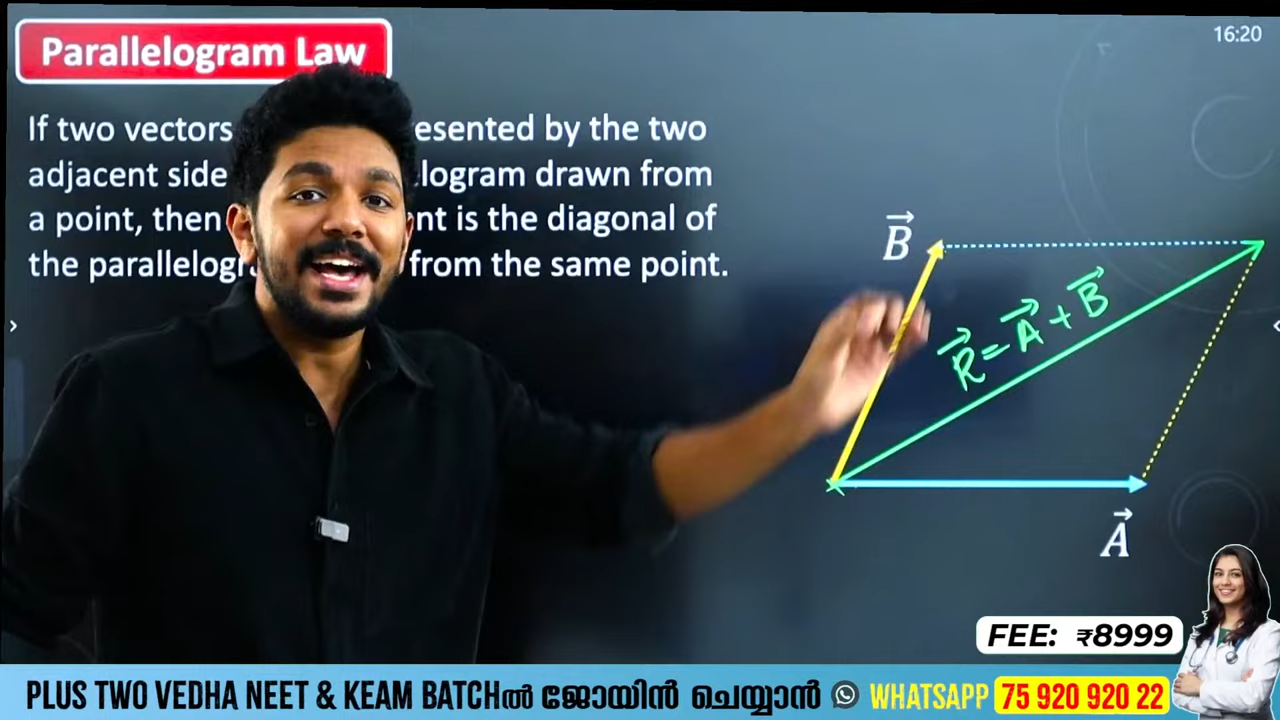 Parallelogram Law
16:20
If two vectors esented by the two
adjacent side logram drawn from
a point, then nt is the diagonal of
the parallelogr from the same point.
B⃗
R⃗ = A⃗ + B⃗
A⃗
FEE: ₹8999
PLUS TWO VEDHA NEET & KEAM BATCHൽ ജോയിൻ ചെയ്യാൻ WHATSAPP 75 920 920 22